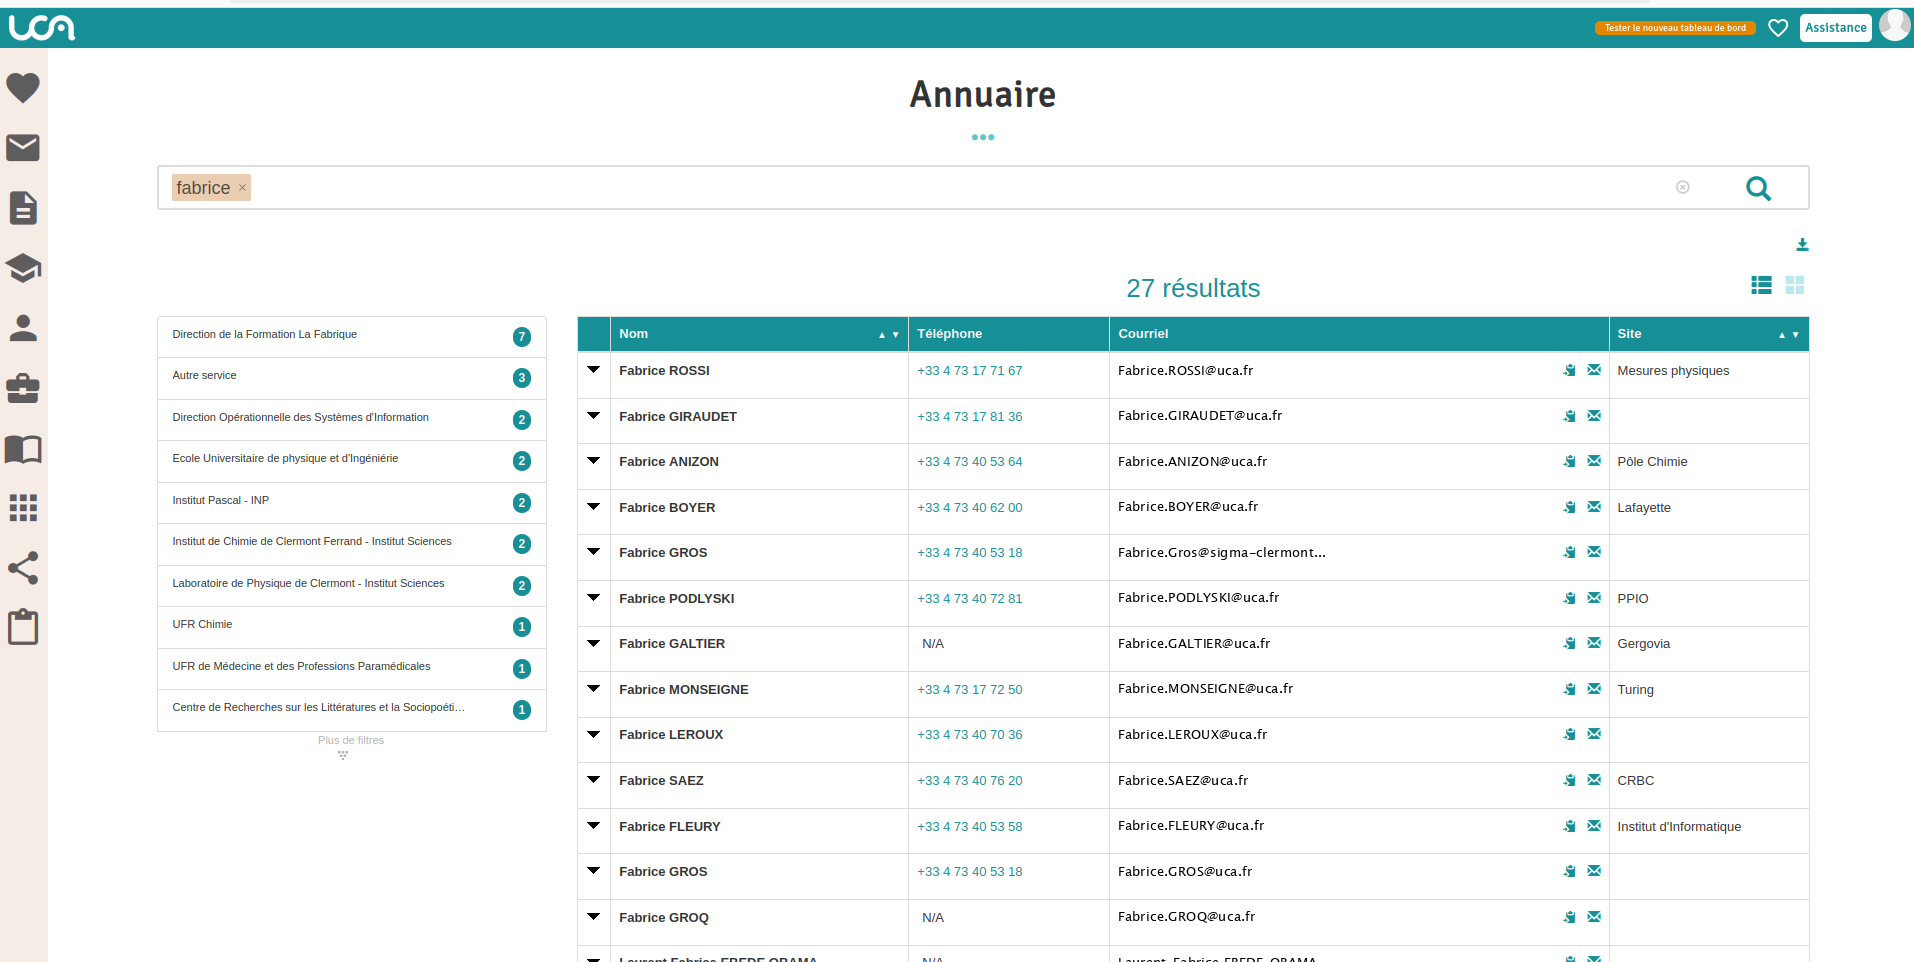 uca
Tester le nouveau tableau de bord
Assistance
Annuaire
fabrice ×
27 résultats
Direction de la Formation La Fabrique 7
Autre service 3
Direction Opérationnelle des Systèmes d'Information 2
Ecole Universitaire de physique et d'Ingéniérie 2
Institut Pascal - INP 2
Institut de Chimie de Clermont Ferrand - Institut Sciences 2
Laboratoire de Physique de Clermont - Institut Sciences 2
UFR Chimie 1
UFR de Médecine et des Professions Paramédicales 1
Centre de Recherches sur les Littératures et la Sociopoéti… 1
Plus de filtres
Nom ▲ ▼ Téléphone Courriel Site ▲ ▼
Fabrice ROSSI +33 4 73 17 71 67 Fabrice.ROSSI@uca.fr Mesures physiques
Fabrice GIRAUDET +33 4 73 17 81 36 Fabrice.GIRAUDET@uca.fr
Fabrice ANIZON +33 4 73 40 53 64 Fabrice.ANIZON@uca.fr Pôle Chimie
Fabrice BOYER +33 4 73 40 62 00 Fabrice.BOYER@uca.fr Lafayette
Fabrice GROS +33 4 73 40 53 18 Fabrice.Gros@sigma-clermont...
Fabrice PODLYSKI +33 4 73 40 72 81 Fabrice.PODLYSKI@uca.fr PPIO
Fabrice GALTIER N/A Fabrice.GALTIER@uca.fr Gergovia
Fabrice MONSEIGNE +33 4 73 17 72 50 Fabrice.MONSEIGNE@uca.fr Turing
Fabrice LEROUX +33 4 73 40 70 36 Fabrice.LEROUX@uca.fr
Fabrice SAEZ +33 4 73 40 76 20 Fabrice.SAEZ@uca.fr CRBC
Fabrice FLEURY +33 4 73 40 53 58 Fabrice.FLEURY@uca.fr Institut d'Informatique
Fabrice GROS +33 4 73 40 53 18 Fabrice.GROS@uca.fr
Fabrice GROQ N/A Fabrice.GROQ@uca.fr
Laurent Fabrice N/A